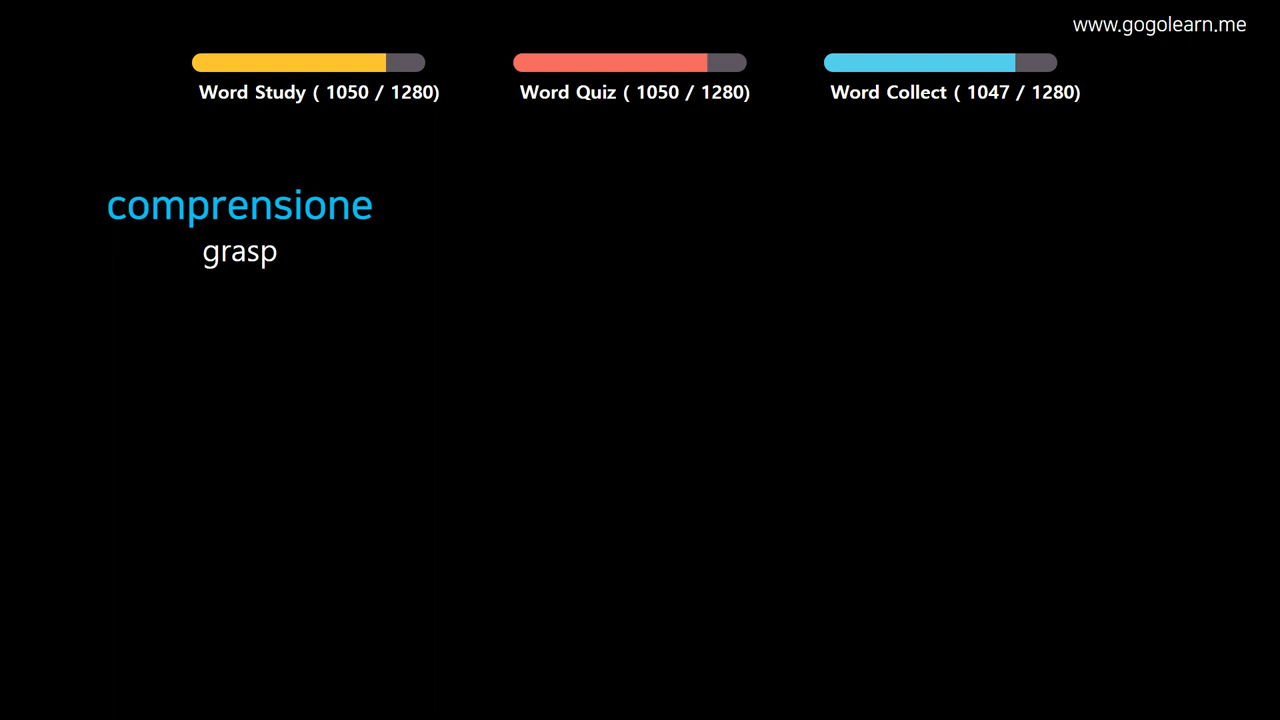 www.gogolearn.me
Word Study ( 1050 / 1280)
Word Quiz ( 1050 / 1280)
Word Collect ( 1047 / 1280)
comprensione
grasp